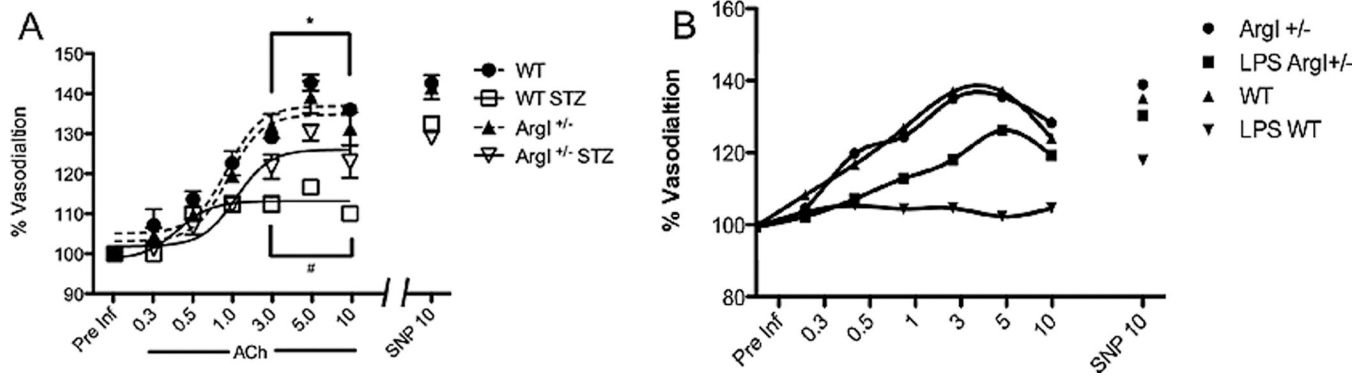 A
*
150
140
130
120
110
100
90
% Vasodialtion
Pre Inf
0.3
0.5
1.0
3.0
5.0
10
SNP 10
ACh
#
WT
WT STZ
ArgI +/-
ArgI +/- STZ
B
160
140
120
100
80
% Vasodialtion
Pre Inf
0.3
0.5
1
3
5
10
SNP 10
ArgI +/-
LPS ArgI+/-
WT
LPS WT